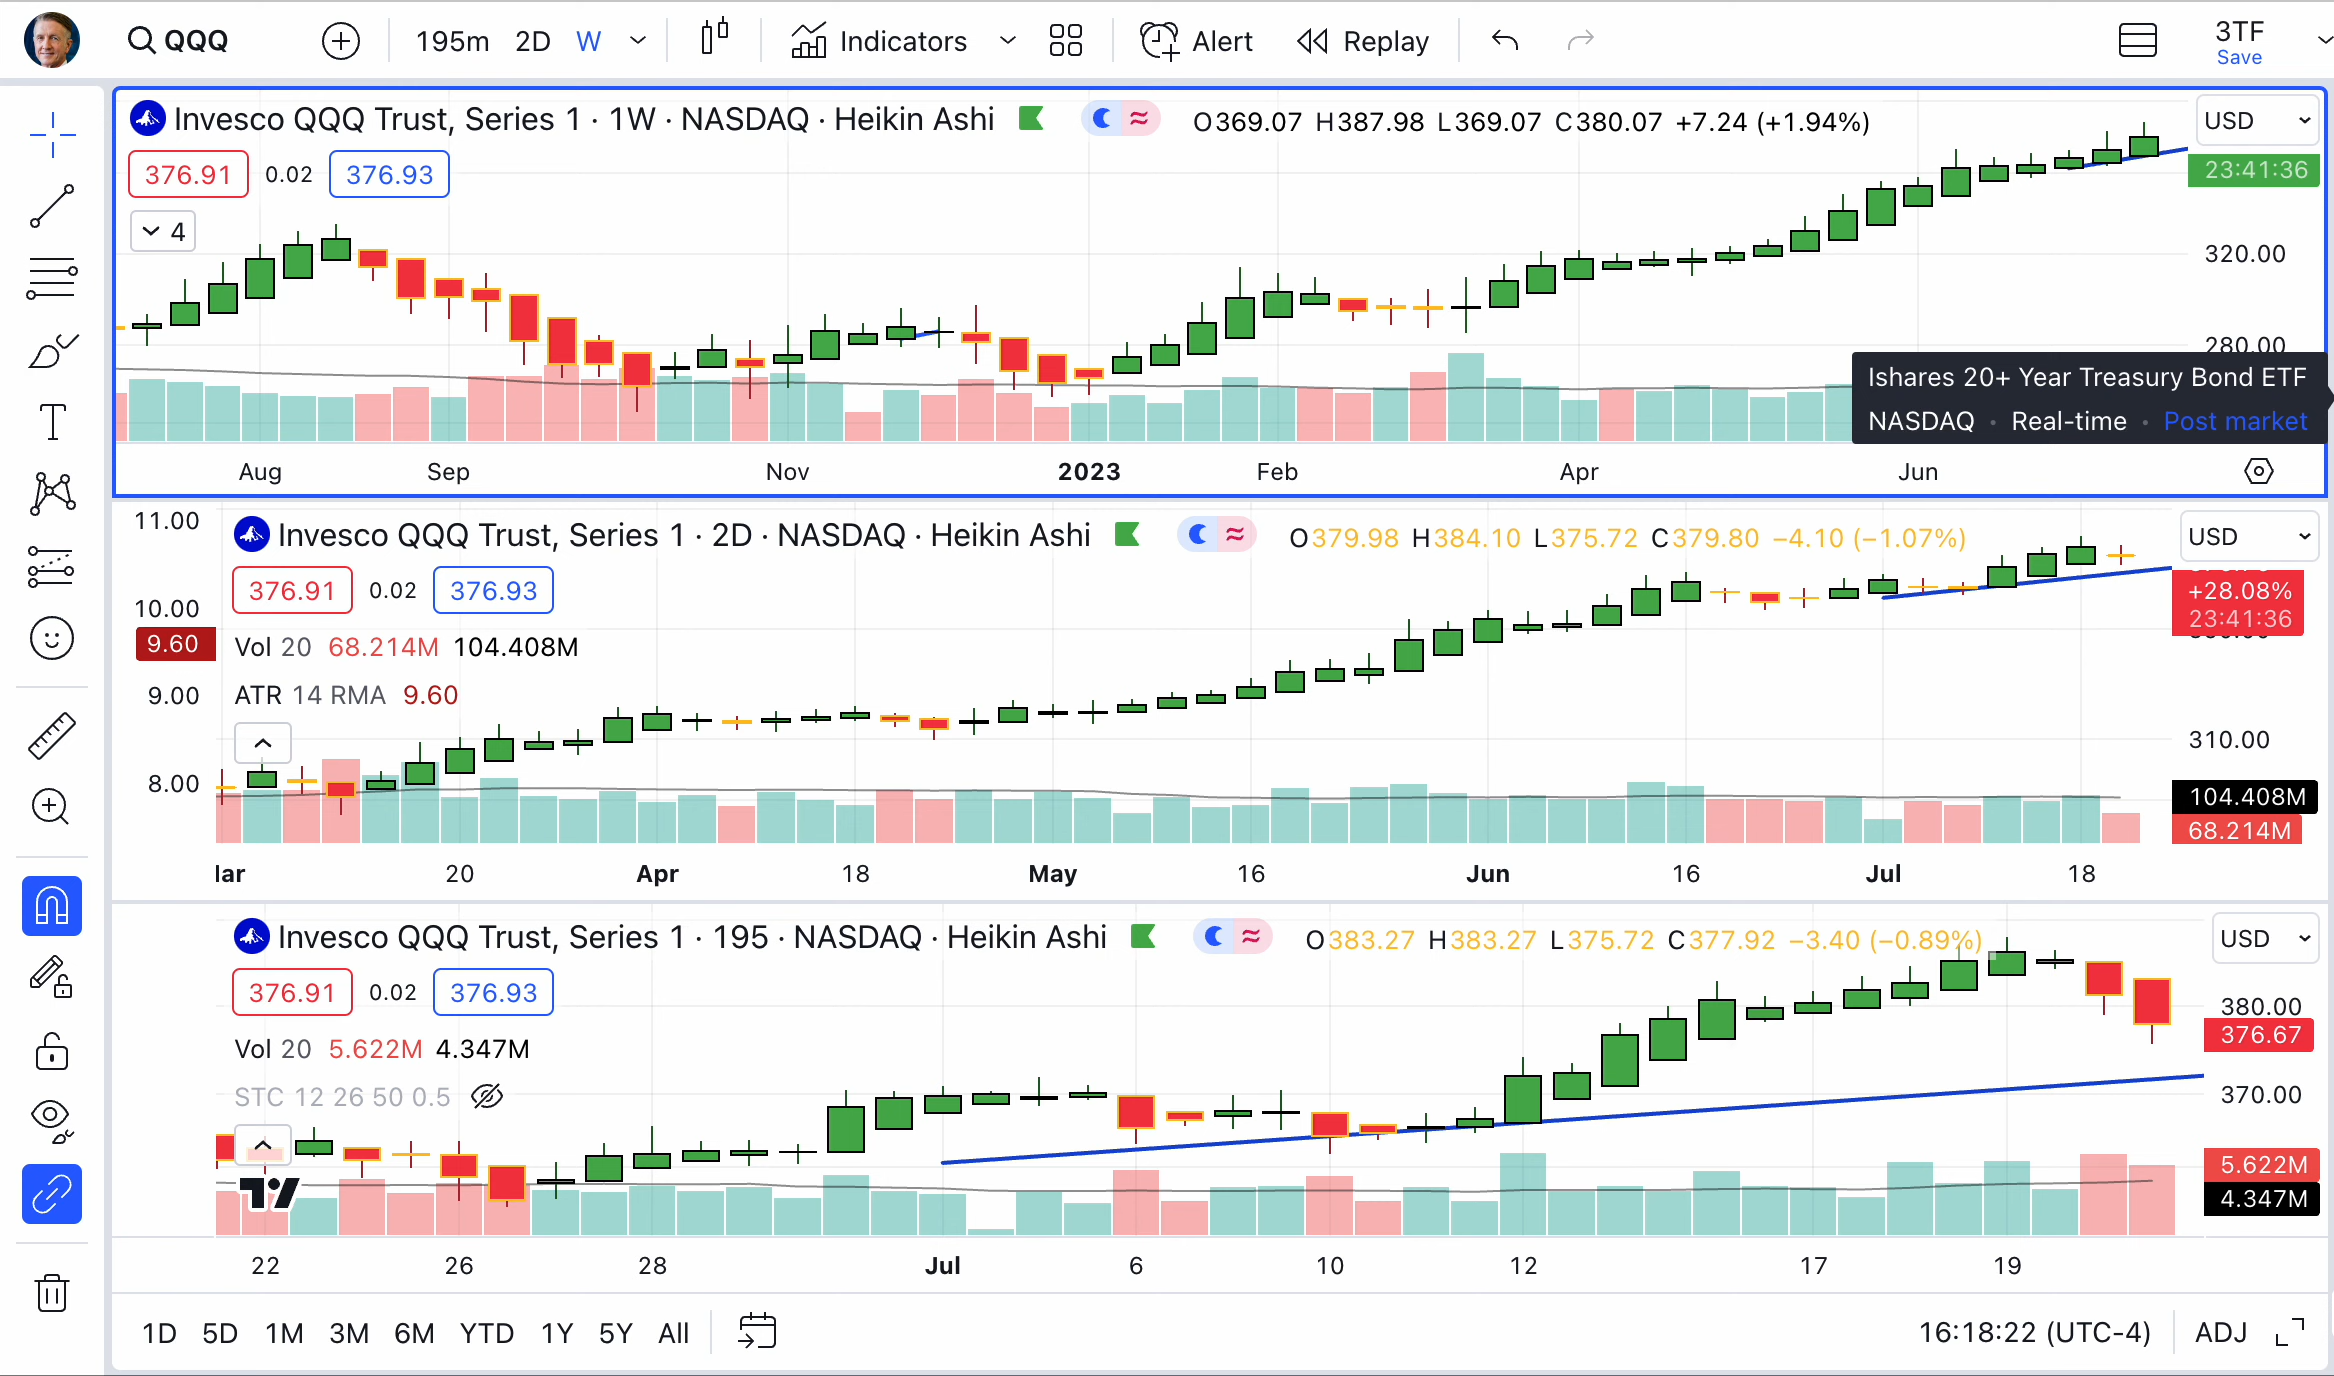 QQQ
195m 2D W
Indicators
Alert
Replay
3TF
Save
Invesco QQQ Trust, Series 1 · 1W · NASDAQ · Heikin Ashi
O369.07 H387.98 L369.07 C380.07 +7.24 (+1.94%)
USD
376.91 0.02 376.93
23:41:36
4
320.00
280.00
Ishares 20+ Year Treasury Bond ETF
NASDAQ · Real-time · Post market
Aug Sep Nov 2023 Feb Apr Jun
11.00
Invesco QQQ Trust, Series 1 · 2D · NASDAQ · Heikin Ashi
O379.98 H384.10 L375.72 C379.80 −4.10 (−1.07%)
USD
376.91 0.02 376.93
+28.08%
23:41:36
10.00
9.60
Vol 20 68.214M 104.408M
9.00
ATR 14 RMA 9.60
310.00
8.00
104.408M
68.214M
20 Apr 18 May 16 Jun 16 Jul 18
Invesco QQQ Trust, Series 1 · 195 · NASDAQ · Heikin Ashi
O383.27 H383.27 L375.72 C377.92 −3.40 (−0.89%)
USD
376.91 0.02 376.93
380.00
376.67
Vol 20 5.622M 4.347M
STC 12 26 50 0.5
370.00
5.622M
4.347M
22 26 28 Jul 6 10 12 17 19
1D 5D 1M 3M 6M YTD 1Y 5Y All
16:18:22 (UTC-4)
ADJ